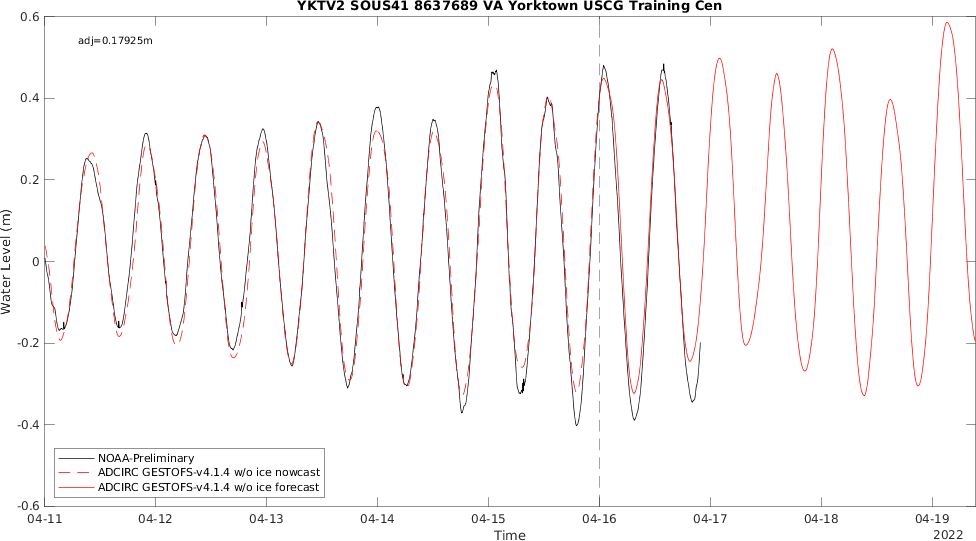 YKTV2 SOUS41 8637689 VA Yorktown USCG Training Cen
adj=0.17925m
0.6
0.4
0.2
0
-0.2
-0.4
-0.6
Water Level (m)
NOAA-Preliminary
ADCIRC GESTOFS-v4.1.4 w/o ice nowcast
ADCIRC GESTOFS-v4.1.4 w/o ice forecast
04-11 04-12 04-13 04-14 04-15 04-16 04-17 04-18 04-19
Time
2022